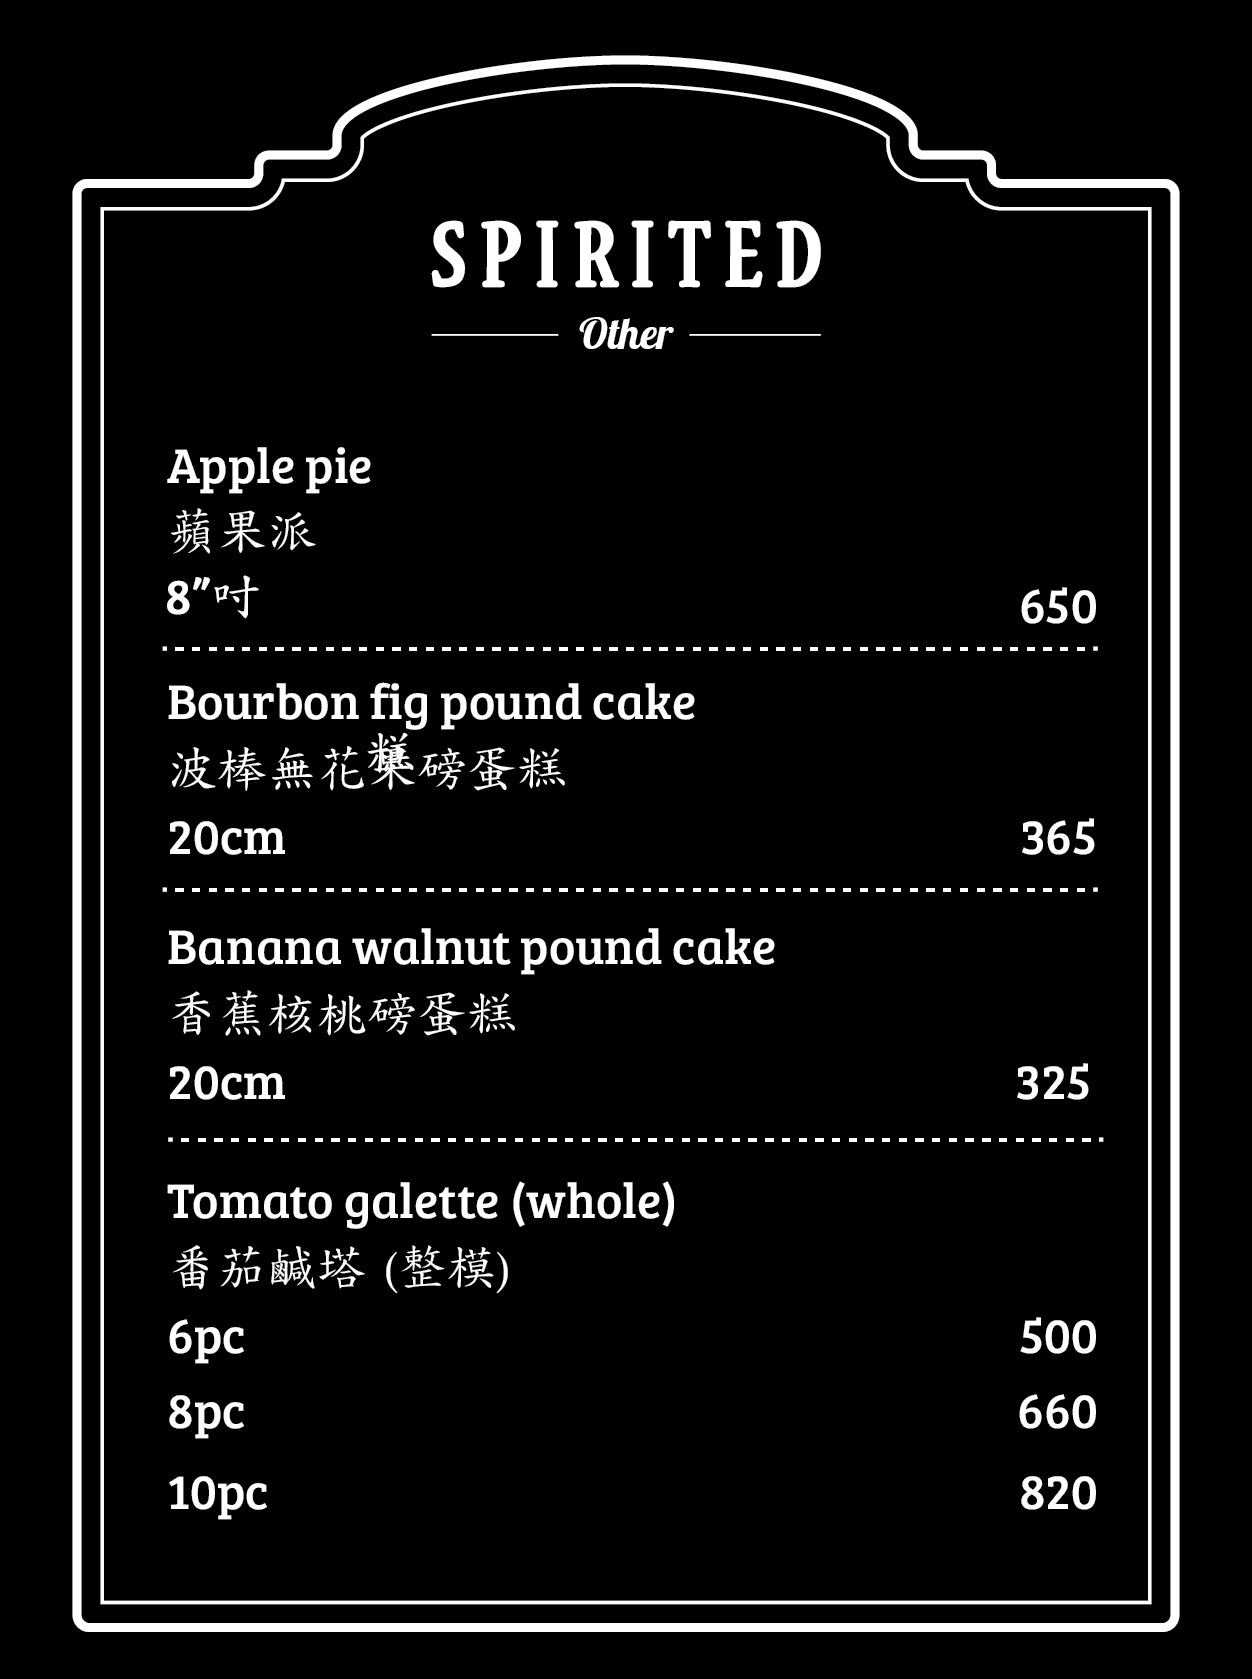 SPIRITED
Other
Apple pie
蘋果派
8”吋 650
Bourbon fig pound cake
糕
波棒無花果磅蛋糕
20cm 365
Banana walnut pound cake
香蕉核桃磅蛋糕
20cm 325
Tomato galette (whole)
番茄鹹塔 (整模)
6pc 500
8pc 660
10pc 820